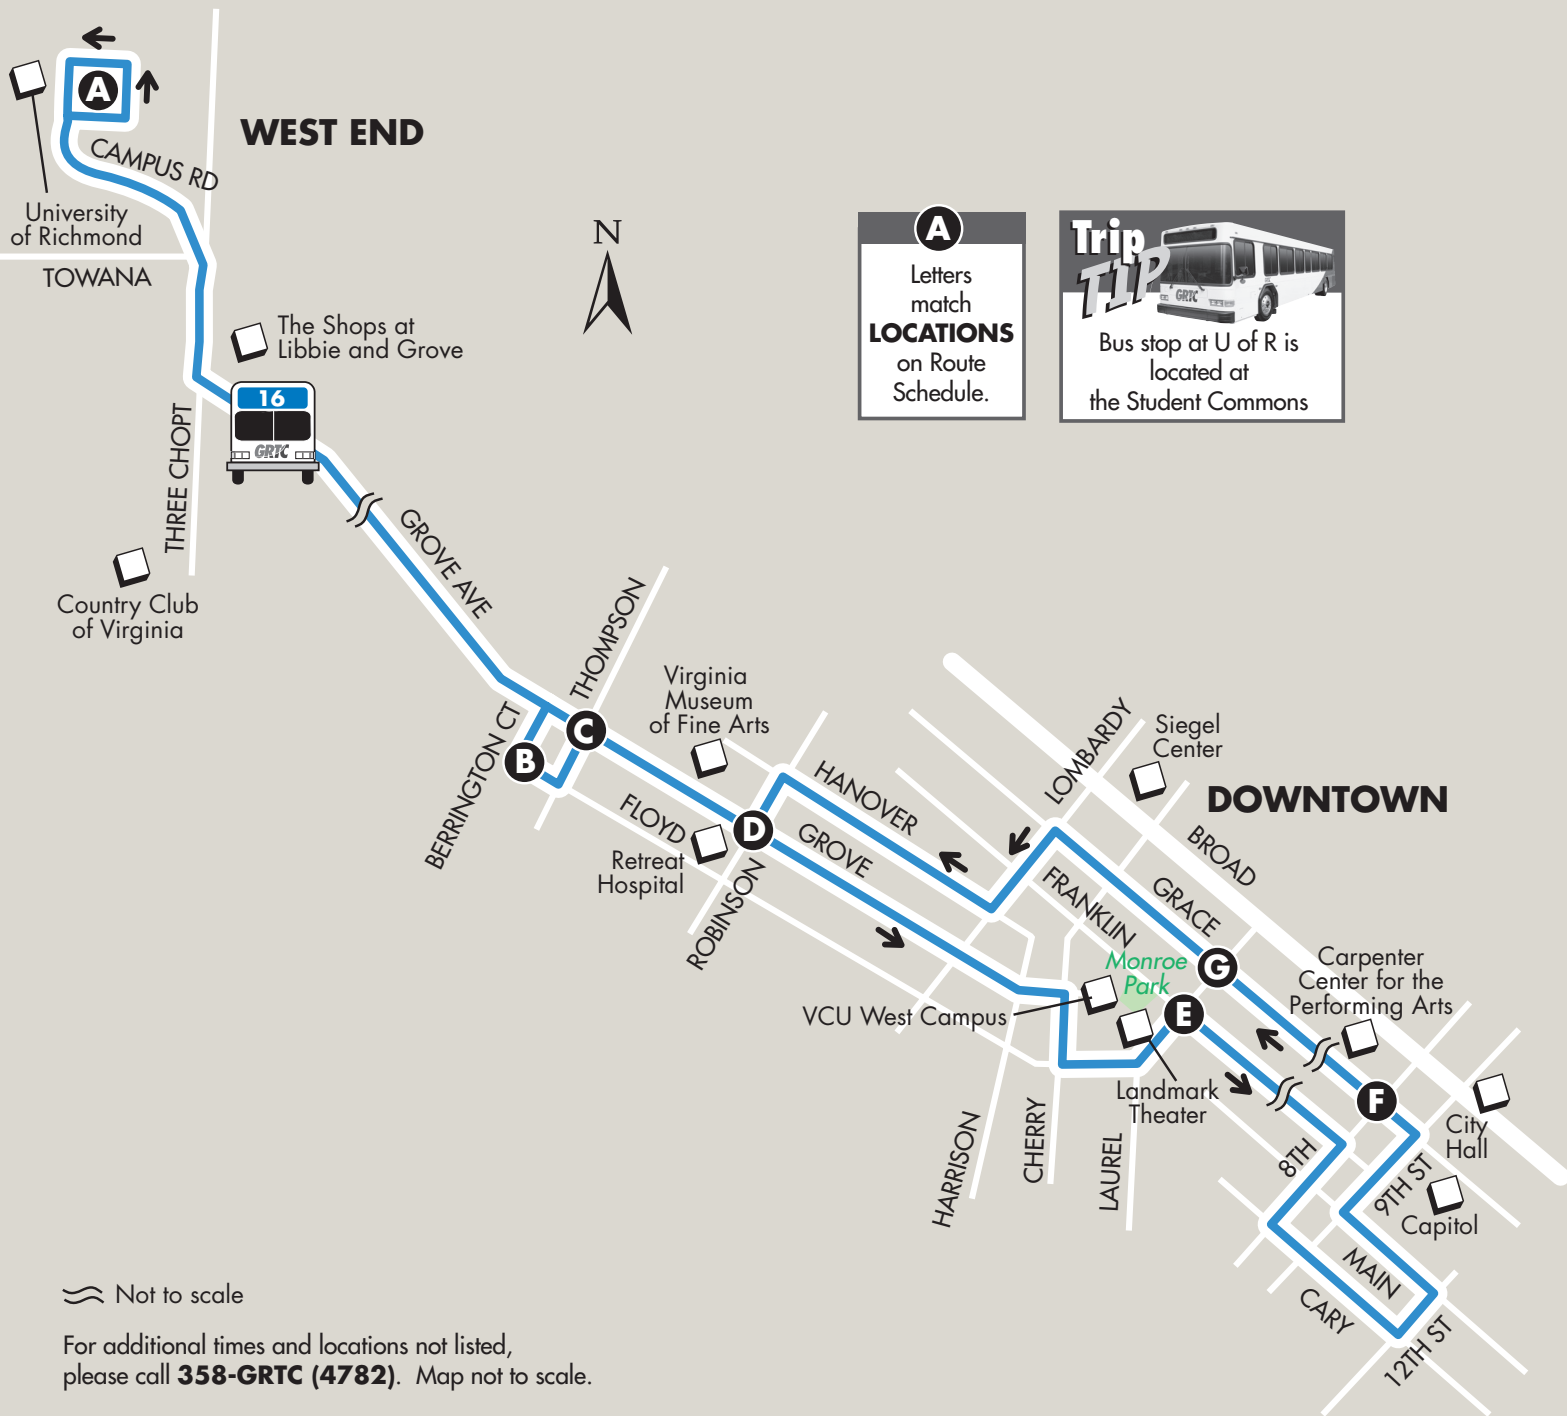 A
CAMPUS RD
WEST END
University
of Richmond
TOWANA
N
The Shops at
Libbie and Grove
16
GRTC
THREE CHOPT
Country Club
of Virginia
GROVE AVE
A
Letters
match
LOCATIONS
on Route
Schedule.
Trip
TIP
GRTC
Bus stop at U of R is
located at
the Student Commons
THOMPSON
BERRINGTON CT
B
C
Virginia
Museum
of Fine Arts
FLOYD
Retreat
Hospital
D
ROBINSON
HANOVER
GROVE
LOMBARDY
Siegel
Center
DOWNTOWN
BROAD
GRACE
FRANKLIN
Monroe
Park
G
E
VCU West Campus
Carpenter
Center for the
Performing Arts
Landmark
Theater
F
City
Hall
HARRISON
CHERRY
LAUREL
8TH
9TH ST
Capitol
MAIN
CARY
12TH ST
Not to scale
For additional times and locations not listed,
please call 358-GRTC (4782). Map not to scale.